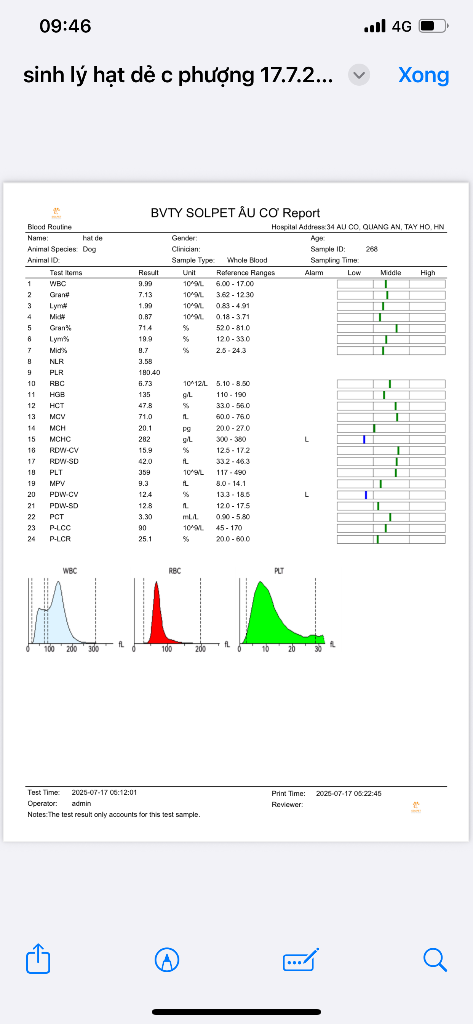 09:46
4G
sinh lý hạt dẻ c phượng 17.7.2...
Xong
BVTY SOLPET ÂU CƠ Report
Blood Routine Hospital Address:34 AU CO, QUANG AN, TAY HO, HN
Name: hat de Gender: Age:
Animal Species: Dog Clinician: Sample ID: 268
Animal ID: Sample Type: Whole Blood Sampling Time:
Test Items Result Unit Reference Ranges Alarm Low Middle High
1 WBC 9.99 10^9/L 6.00 - 17.00
2 Gran# 7.13 10^9/L 3.62 - 12.30
3 Lym# 1.99 10^9/L 0.83 - 4.91
4 Mid# 0.87 10^9/L 0.18 - 3.71
5 Gran% 71.4 % 52.0 - 81.0
6 Lym% 19.9 % 12.0 - 33.0
7 Mid% 8.7 % 2.5 - 24.3
8 NLR 3.58
9 PLR 180.40
10 RBC 6.73 10^12/L 5.10 - 8.50
11 HGB 135 g/L 110 - 190
12 HCT 47.8 % 33.0 - 56.0
13 MCV 71.0 fL 60.0 - 76.0
14 MCH 20.1 pg 20.0 - 27.0
15 MCHC 282 g/L 300 - 380 L
16 RDW-CV 15.9 % 12.5 - 17.2
17 RDW-SD 42.0 fL 33.2 - 46.3
18 PLT 359 10^9/L 117 - 490
19 MPV 9.3 fL 8.0 - 14.1
20 PDW-CV 12.4 % 13.3 - 18.5 L
21 PDW-SD 12.8 fL 12.0 - 17.5
22 PCT 3.30 mL/L 0.90 - 5.80
23 P-LCC 90 10^9/L 45 - 170
24 P-LCR 25.1 % 20.0 - 60.0
WBC RBC PLT
0 100 200 300 fL 0 100 200 fL 0 10 20 30 fL
Test Time: 2025-07-17 05:12:01 Print Time: 2025-07-17 05:22:45
Operator: admin Reviewer:
Notes:The test result only accounts for this test sample.